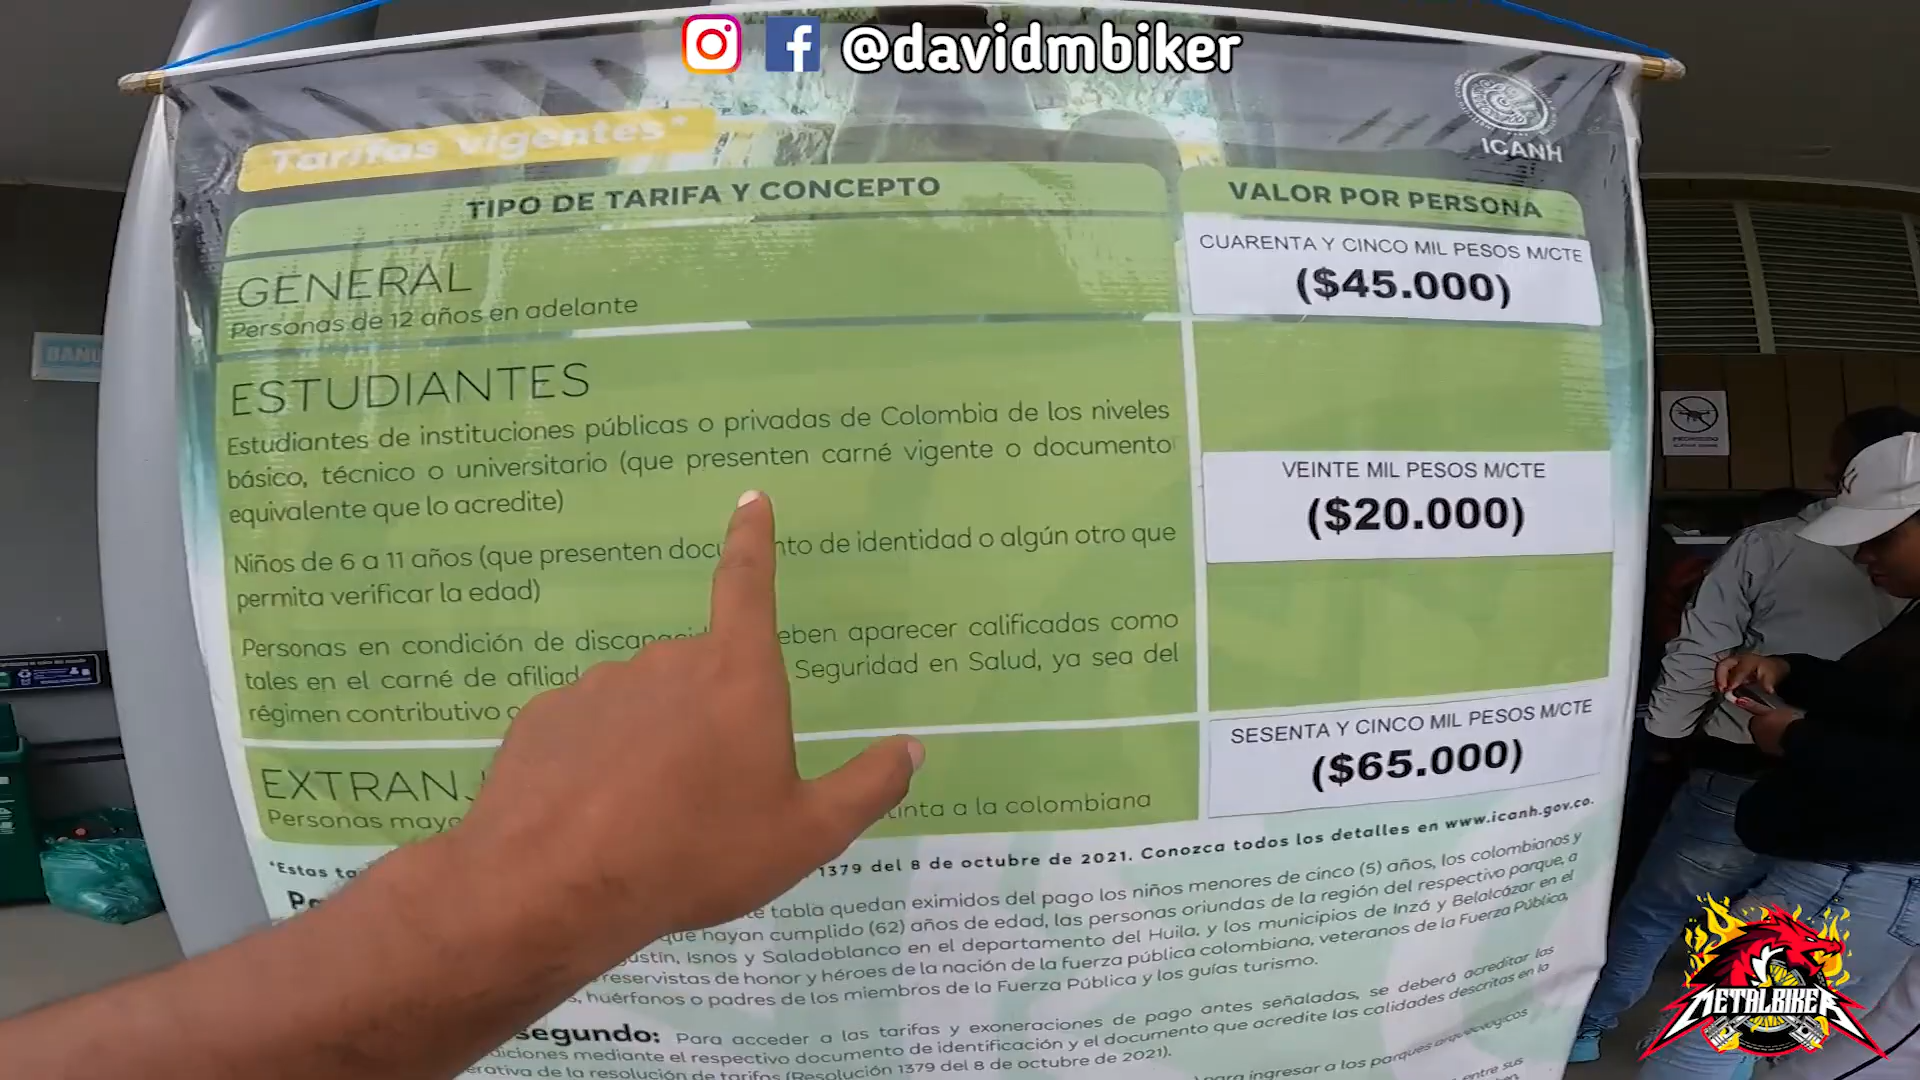 @davidmbiker
ICANH
Tarifas vigentes*
TIPO DE TARIFA Y CONCEPTO
VALOR POR PERSONA
GENERAL
Personas de 12 años en adelante
CUARENTA Y CINCO MIL PESOS M/CTE
($45.000)
ESTUDIANTES
Estudiantes de instituciones públicas o privadas de Colombia de los niveles
básico, técnico o universitario (que presenten carné vigente o documento
equivalente que lo acredite)
Niños de 6 a 11 años (que presenten nto de identidad o algún otro que
permita verificar la edad)
Personas en condición de eben aparecer calificadas como
tales en el carné de Seguridad en Salud, ya sea del
régimen contributivo
VEINTE MIL PESOS M/CTE
($20.000)
EXTRANJ
Personas a la colombiana
SESENTA Y CINCO MIL PESOS M/CTE
($65.000)
*Estas 1379 del 8 de octubre de 2021. Conozca todos los detalles en www.icanh.gov.co.
tabla quedan eximidos del pago los niños menores de cinco (5) años, los colombianos y
que hayan cumplido (62) años de edad, las personas oriundas de la región del respectivo parque, a
ustín, Isnos y Saladoblanco en el departamento del Huila, y los municipios de Inzá y Belalcázar en el
reservistas de honor y héroes de la nación de la fuerza pública colombiana, veteranos de la Fuerza Pública,
huérfanos o padres de los miembros de la Fuerza Pública y los guías turismo.
segundo: Para acceder a las tarifas y exoneraciones de pago antes señaladas, se deberá acreditar las
diciones mediante el respectivo documento de identificación y el documento que acredite las calidades descritas en la
erativa de la resolución de tarifas (Resolución 1379 del 8 de octubre de 2021).
para ingresar a los parques arqueológicos
entre sus
METALBIKER